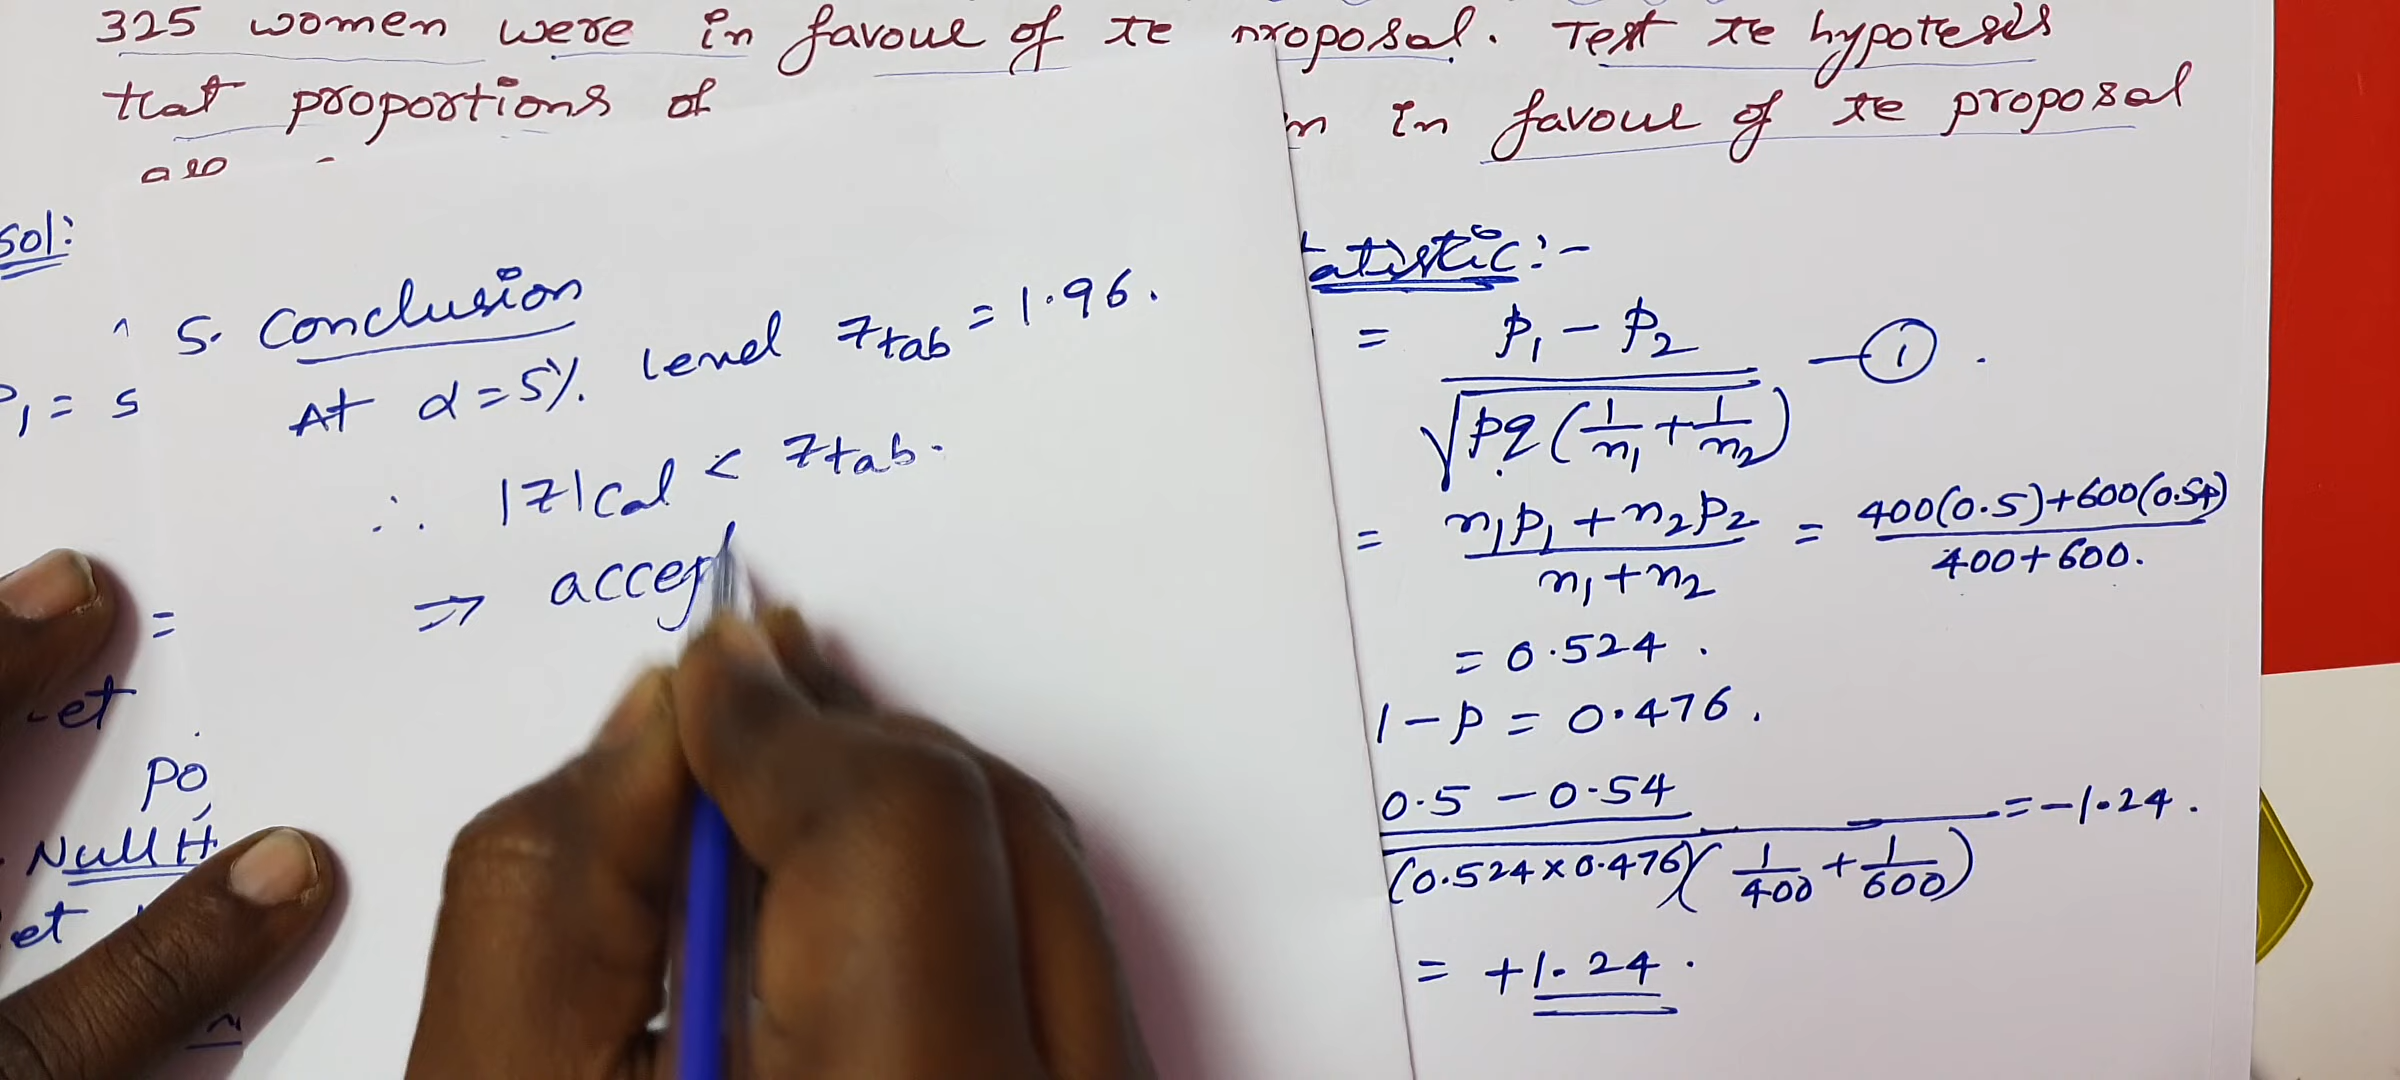 325 women were in favour of te proposal. Test te hypotesis
that proportions of
in favour of te proposal
are
sol:
5. Conclusion
At α = 5%. level Ztab = 1.96.
∴ |Z|cal < Ztab.
⇒ accept
P₁ = 5
=
et
po,
Null H
et
atistic:-
= p₁ - p₂ / √pq (1/n₁ + 1/n₂) — ①.
= n₁p₁ + n₂p₂ / n₁ + n₂ = 400(0.5)+600(0.54) / 400+600.
= 0.524.
1 - p = 0.476.
0.5 - 0.54 / (0.524 x 0.476)(1/400 + 1/600) = -1.24.
= +1.24.